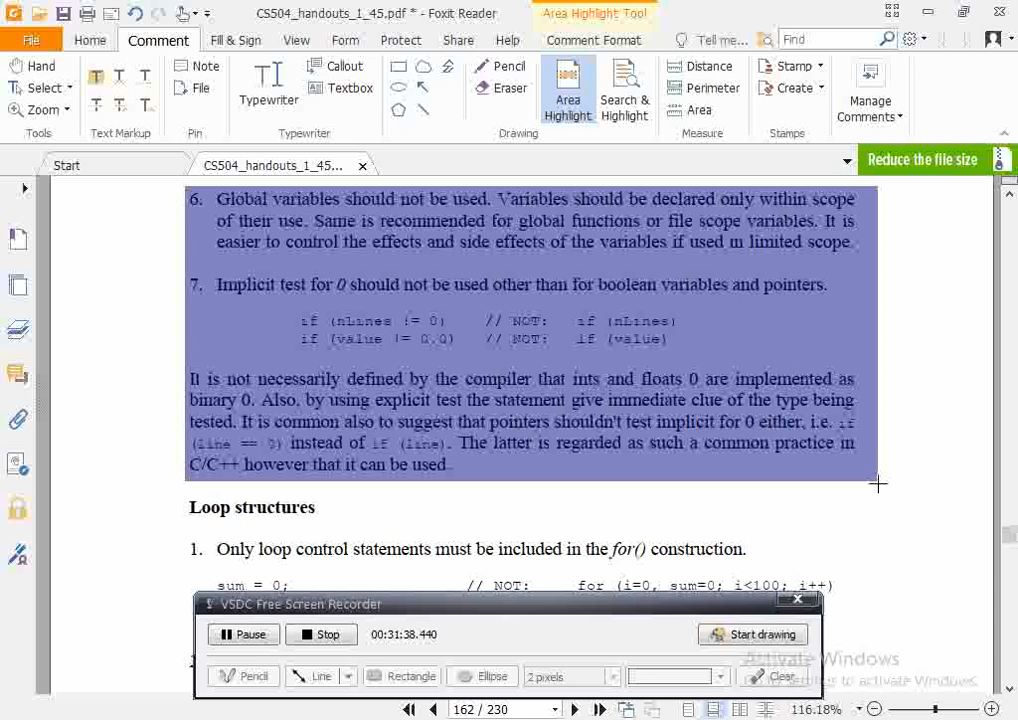 CS504_handouts_1_45.pdf * - Foxit Reader
Area Highlight Tool
File Home Comment Fill & Sign View Form Protect Share Help Comment Format Tell me... Find
Hand
Select
Zoom
Tools
Text Markup
Note
File
Pin
Typewriter
Callout
Textbox
Typewriter
Pencil
Eraser
Drawing
Area Highlight
Search & Highlight
Distance
Perimeter
Area
Measure
Stamp
Create
Stamps
Manage Comments
Start
CS504_handouts_1_45...
Reduce the file size
6. Global variables should not be used. Variables should be declared only within scope
of their use. Same is recommended for global functions or file scope variables. It is
easier to control the effects and side effects of the variables if used m limited scope.
7. Implicit test for 0 should not be used other than for boolean variables and pointers.
if (nLines != 0) // NOT: if (nLines)
if (value != 0.0) // NOT: if (value)
It is not necessarily defined by the compiler that ints and floats 0 are implemented as
binary 0. Also, by using explicit test the statement give immediate clue of the type being
tested. It is common also to suggest that pointers shouldn't test implicit for 0 either, i.e. if
(line == 0) instead of if (line). The latter is regarded as such a common practice in
C/C++ however that it can be used.
Loop structures
1. Only loop control statements must be included in the for() construction.
sum = 0; // NOT: for (i=0, sum=0; i<100; i++)
VSDC Free Screen Recorder
Pause Stop 00:31:38.440 Start drawing
Pencil Line Rectangle Ellipse 2 pixels Clear
Activate Windows
to Settings to activate Windows.
162 / 230
116.18%